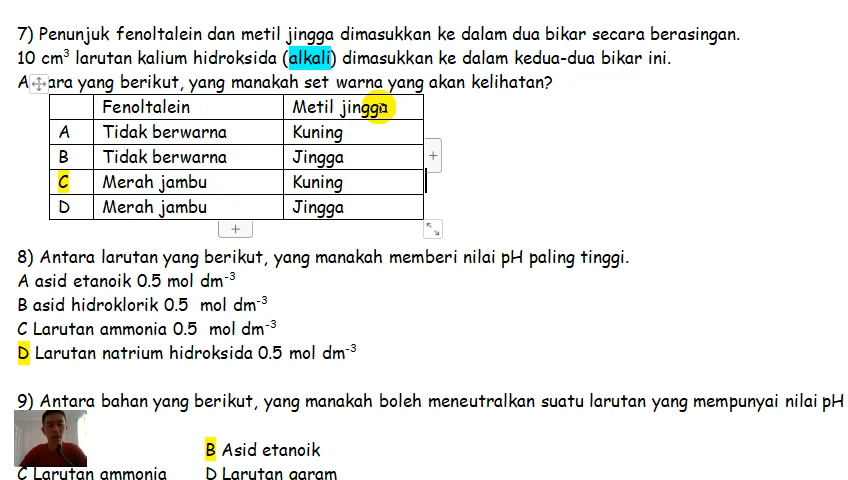 7) Penunjuk fenoltalein dan metil jingga dimasukkan ke dalam dua bikar secara berasingan.
10 cm³ larutan kalium hidroksida (alkali) dimasukkan ke dalam kedua-dua bikar ini.
A ara yang berikut, yang manakah set warna yang akan kelihatan?
Fenoltalein Metil jingga
A Tidak berwarna Kuning
B Tidak berwarna Jingga
C Merah jambu Kuning
D Merah jambu Jingga
8) Antara larutan yang berikut, yang manakah memberi nilai pH paling tinggi.
A asid etanoik 0.5 mol dm⁻³
B asid hidroklorik 0.5 mol dm⁻³
C Larutan ammonia 0.5 mol dm⁻³
D Larutan natrium hidroksida 0.5 mol dm⁻³
9) Antara bahan yang berikut, yang manakah boleh meneutralkan suatu larutan yang mempunyai nilai pH
B Asid etanoik
C Larutan ammonia D Larutan garam